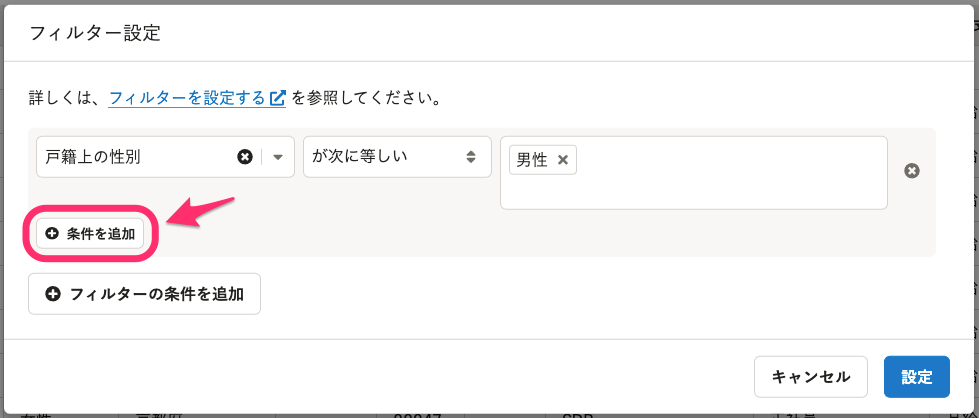 フィルター設定
詳しくは、フィルターを設定する を参照してください。
戸籍上の性別 が次に等しい 男性
条件を追加
フィルターの条件を追加
キャンセル 設定